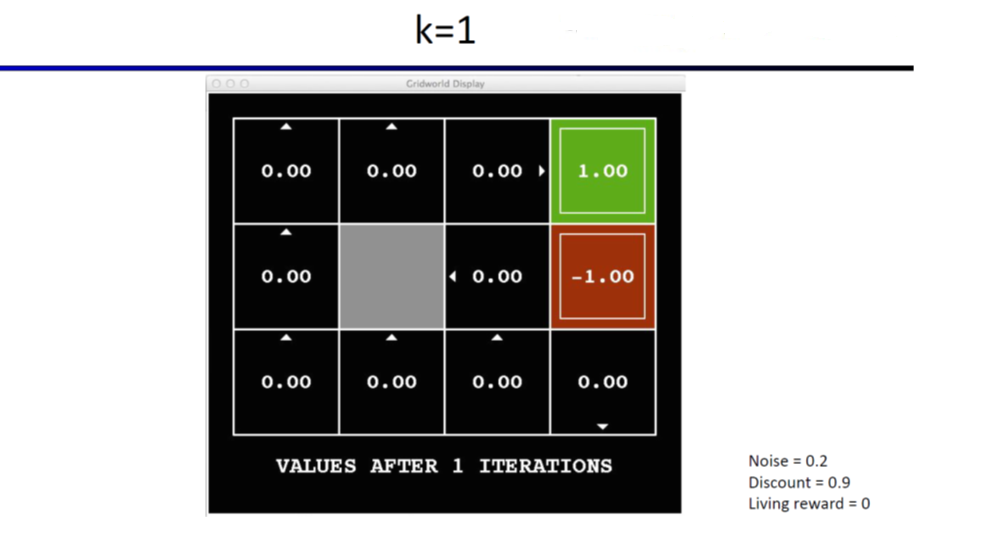 k=1
Gridworld Display
0.00 0.00 0.00 1.00
0.00 0.00 -1.00
0.00 0.00 0.00 0.00
VALUES AFTER 1 ITERATIONS
Noise = 0.2
Discount = 0.9
Living reward = 0